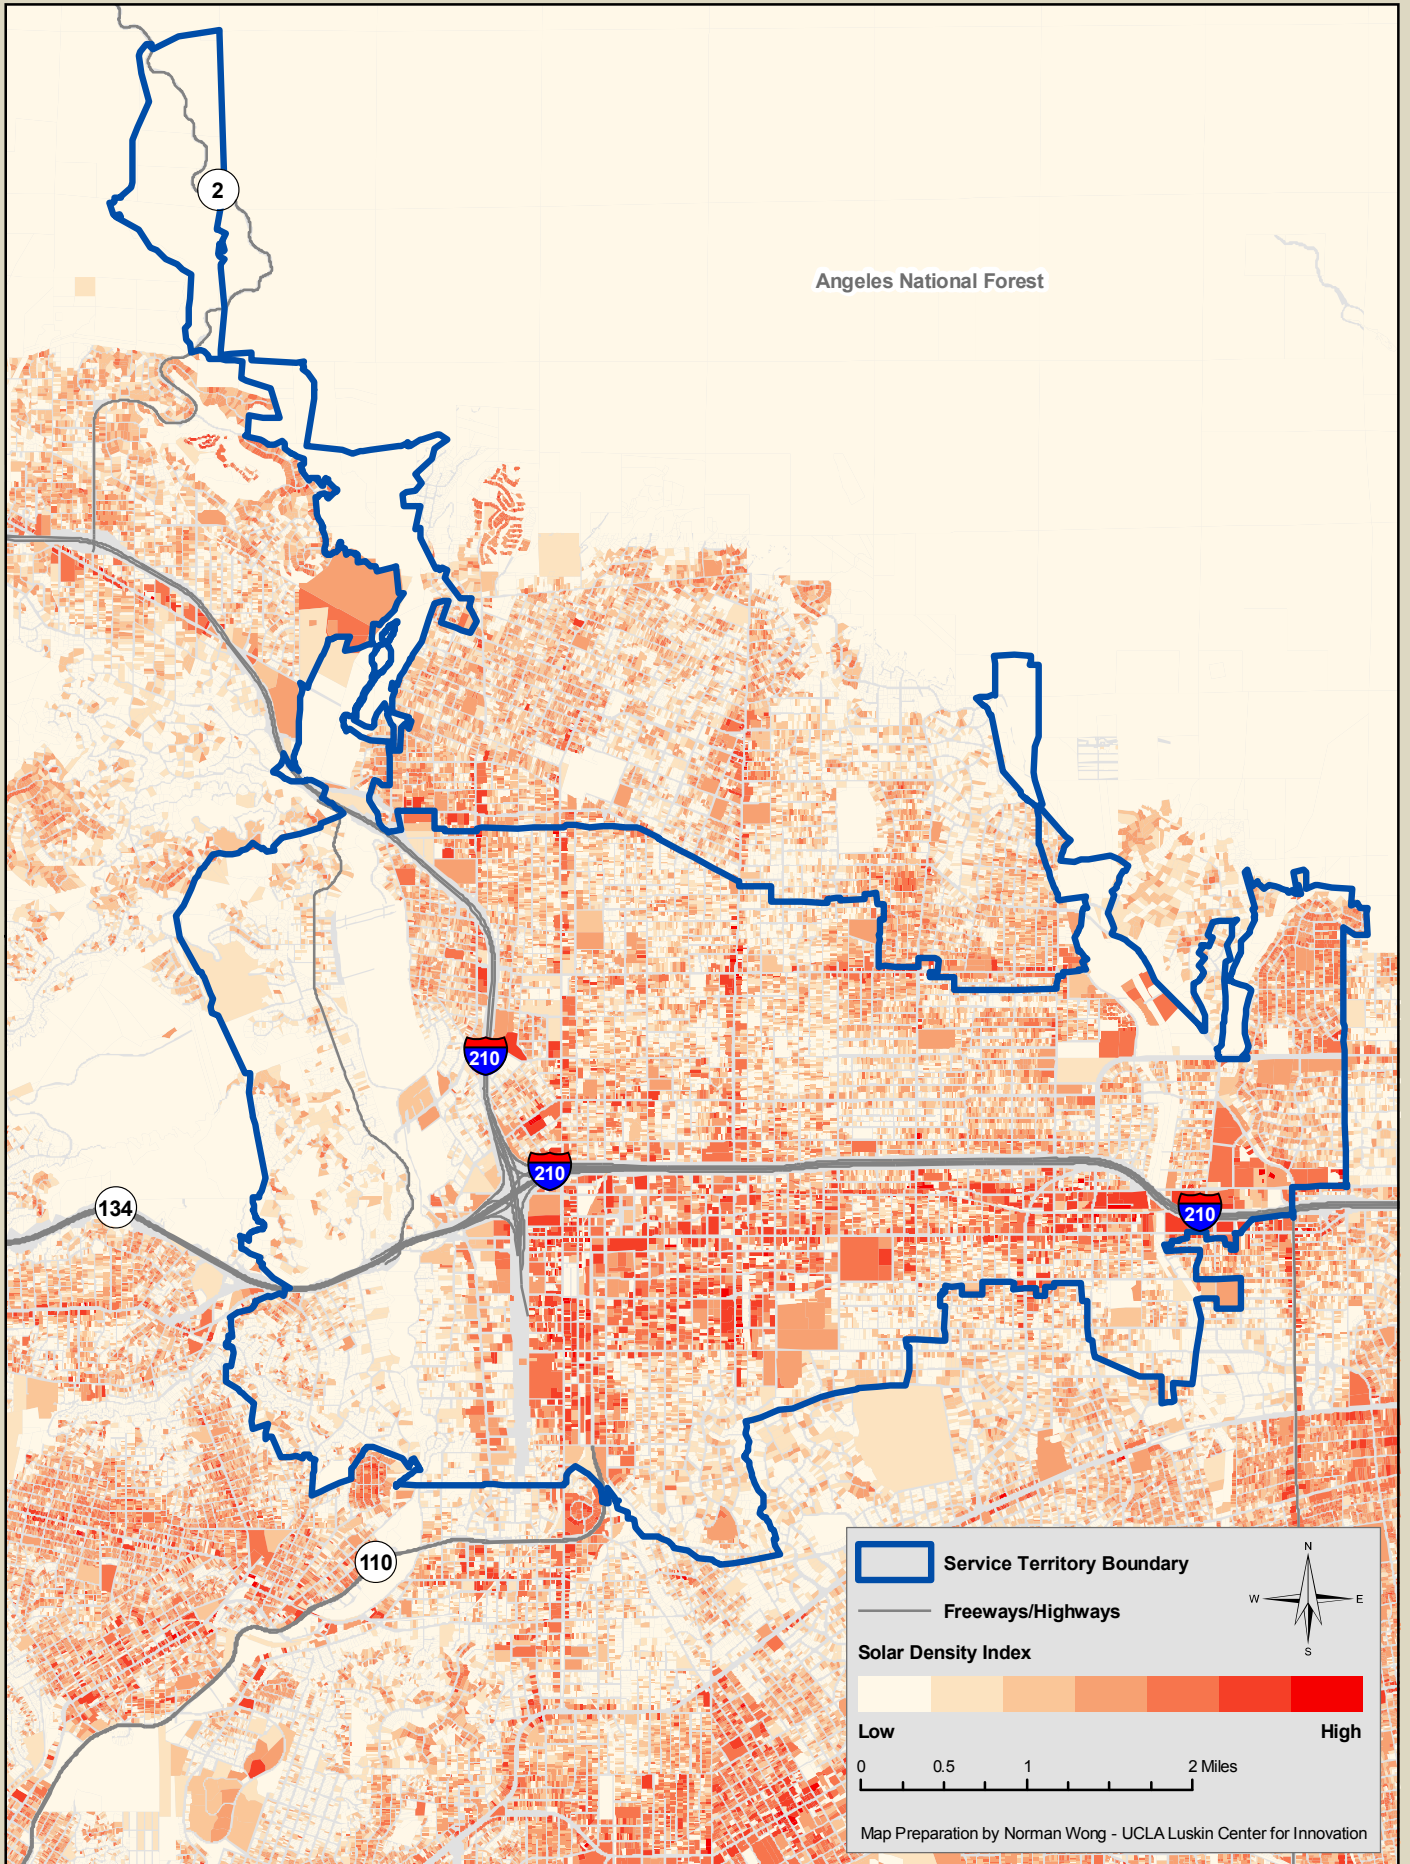 2
Angeles National Forest
210
210
134
210
110
Service Territory Boundary
Freeways/Highways
N
W E
S
Solar Density Index
Low High
0 0.5 1 2 Miles
Map Preparation by Norman Wong - UCLA Luskin Center for Innovation